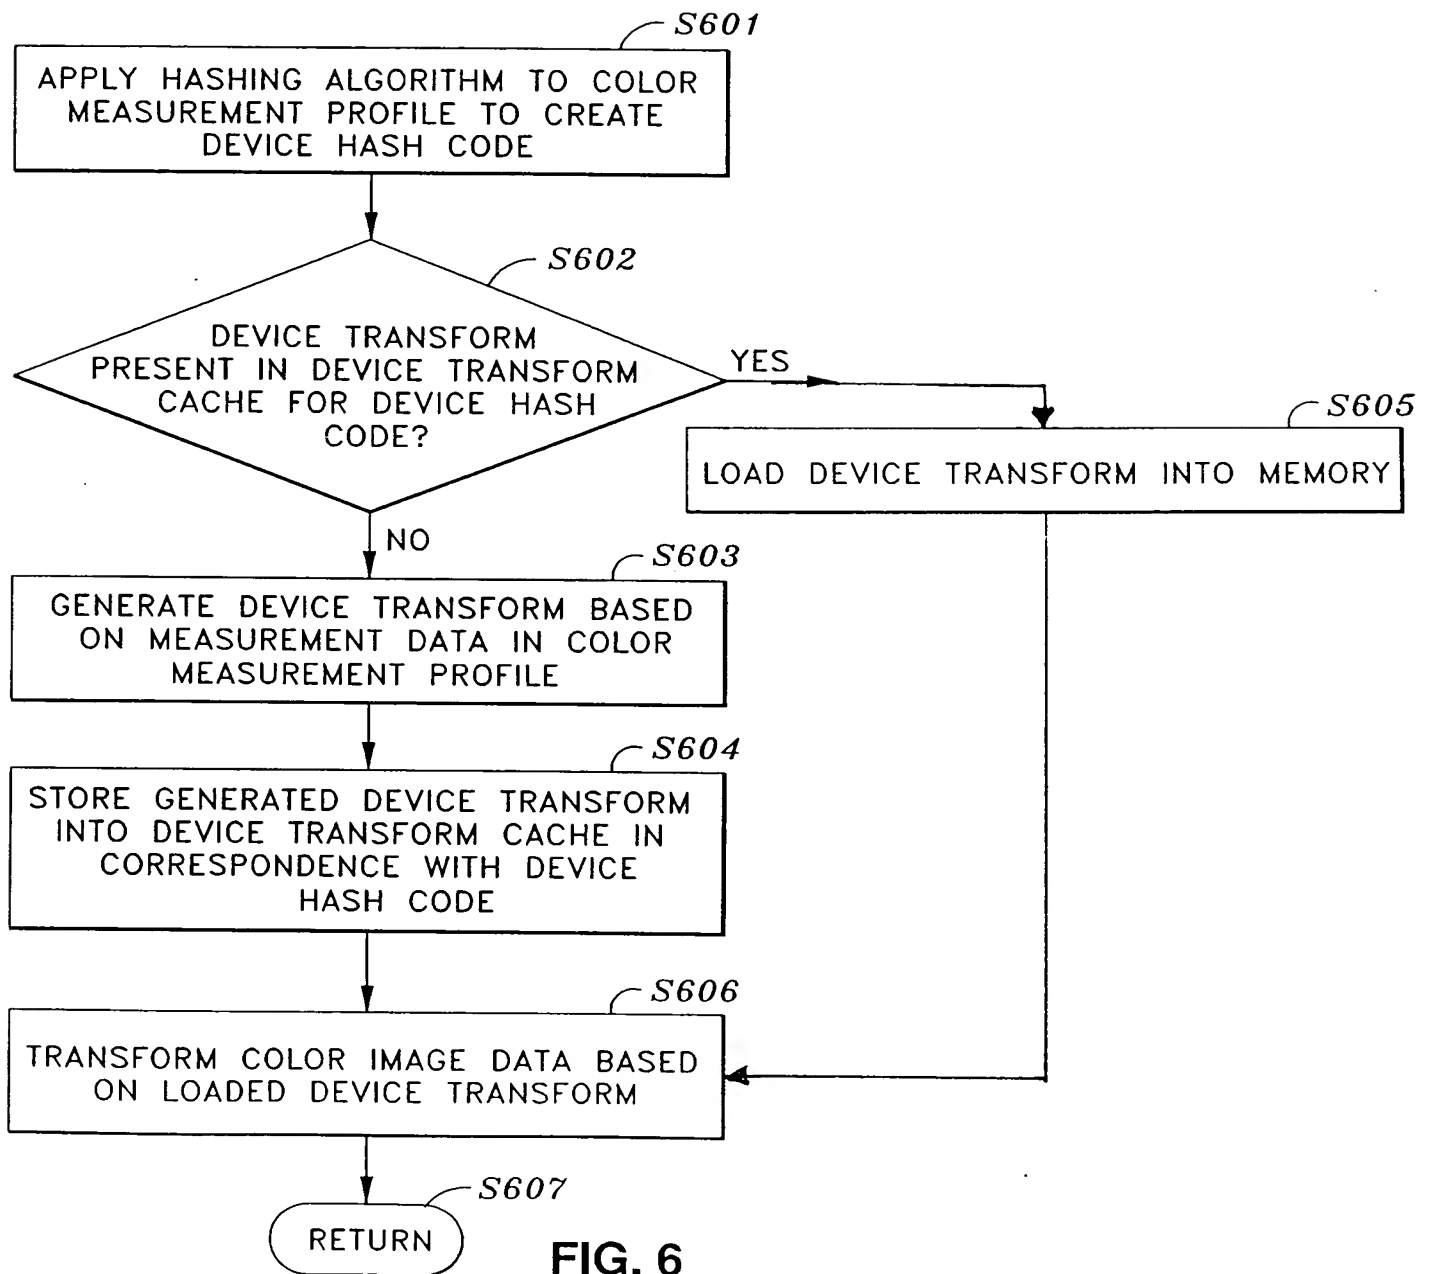 S601
APPLY HASHING ALGORITHM TO COLOR
MEASUREMENT PROFILE TO CREATE
DEVICE HASH CODE
S602
DEVICE TRANSFORM
PRESENT IN DEVICE TRANSFORM
CACHE FOR DEVICE HASH
CODE?
YES
S605
LOAD DEVICE TRANSFORM INTO MEMORY
NO
S603
GENERATE DEVICE TRANSFORM BASED
ON MEASUREMENT DATA IN COLOR
MEASUREMENT PROFILE
S604
STORE GENERATED DEVICE TRANSFORM
INTO DEVICE TRANSFORM CACHE IN
CORRESPONDENCE WITH DEVICE
HASH CODE
S606
TRANSFORM COLOR IMAGE DATA BASED
ON LOADED DEVICE TRANSFORM
S607
RETURN
FIG. 6